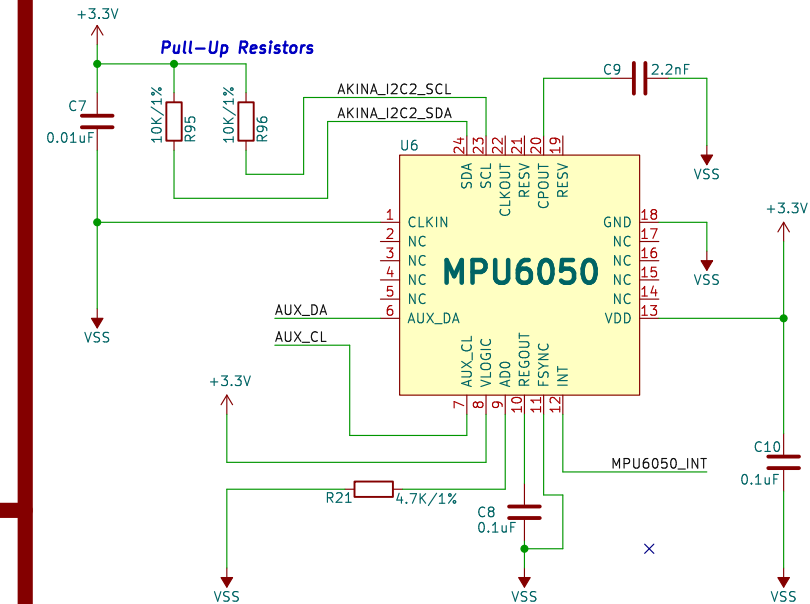 +3.3V
Pull-Up Resistors
C7
0.01uF
10K/1%
R95
10K/1%
R96
AKINA_I2C2_SCL
AKINA_I2C2_SDA
C9
2.2nF
VSS
U6
24
23
22
21
20
19
SDA
SCL
CLKOUT
RESV
CPOUT
RESV
1
CLKIN
2
NC
3
NC
4
NC
5
NC
6
AUX_DA
MPU6050
GND
18
NC
17
NC
16
NC
15
NC
14
VDD
13
VSS
+3.3V
VSS
AUX_DA
AUX_CL
AUX_CL
VLOGIC
AD0
REGOUT
FSYNC
INT
7
8
9
10
11
12
+3.3V
MPU6050_INT
R21
4.7K/1%
C8
0.1uF
C10
0.1uF
VSS
VSS
VSS